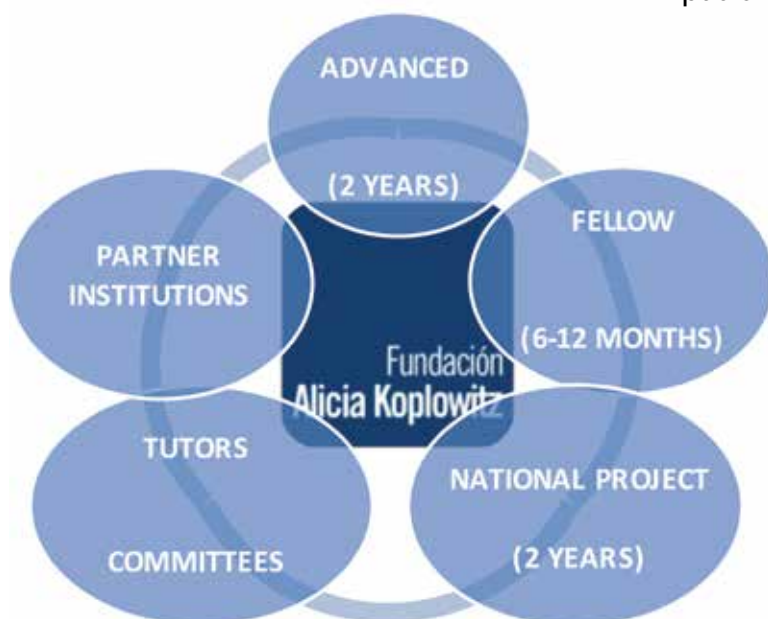 ADVANCED
(2 YEARS)
FELLOW
(6-12 MONTHS)
PARTNER
INSTITUTIONS
Fundación
Alicia Koplowitz
TUTORS
COMMITTEES
NATIONAL PROJECT
(2 YEARS)